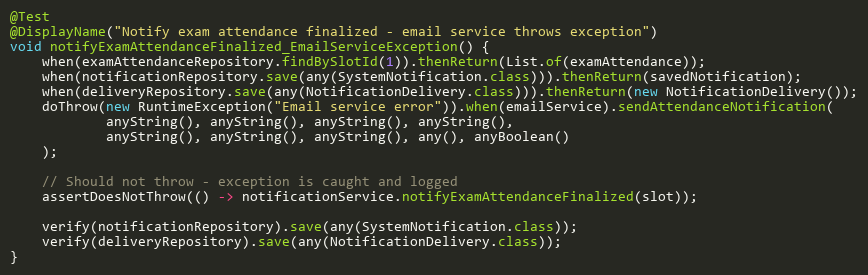 @Test
@DisplayName("Notify exam attendance finalized - email service throws exception")
void notifyExamAttendanceFinalized_EmailServiceException() {
    when(examAttendanceRepository.findBySlotId(1)).thenReturn(List.of(examAttendance));
    when(notificationRepository.save(any(SystemNotification.class))).thenReturn(savedNotification);
    when(deliveryRepository.save(any(NotificationDelivery.class))).thenReturn(new NotificationDelivery());
    doThrow(new RuntimeException("Email service error")).when(emailService).sendAttendanceNotification(
            anyString(), anyString(), anyString(), anyString(),
            anyString(), anyString(), anyString(), any(), anyBoolean()
    );

    // Should not throw - exception is caught and logged
    assertDoesNotThrow(() -> notificationService.notifyExamAttendanceFinalized(slot));

    verify(notificationRepository).save(any(SystemNotification.class));
    verify(deliveryRepository).save(any(NotificationDelivery.class));
}